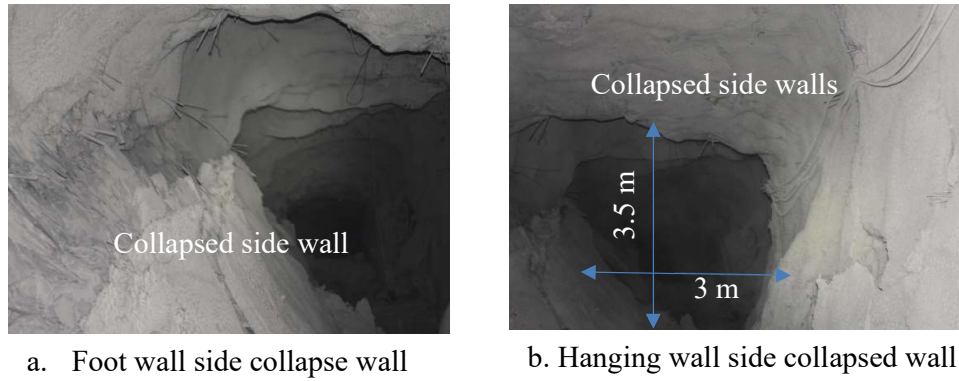 Collapsed side wall
Collapsed side walls
3.5 m
3 m
a. Foot wall side collapse wall
b. Hanging wall side collapsed wall